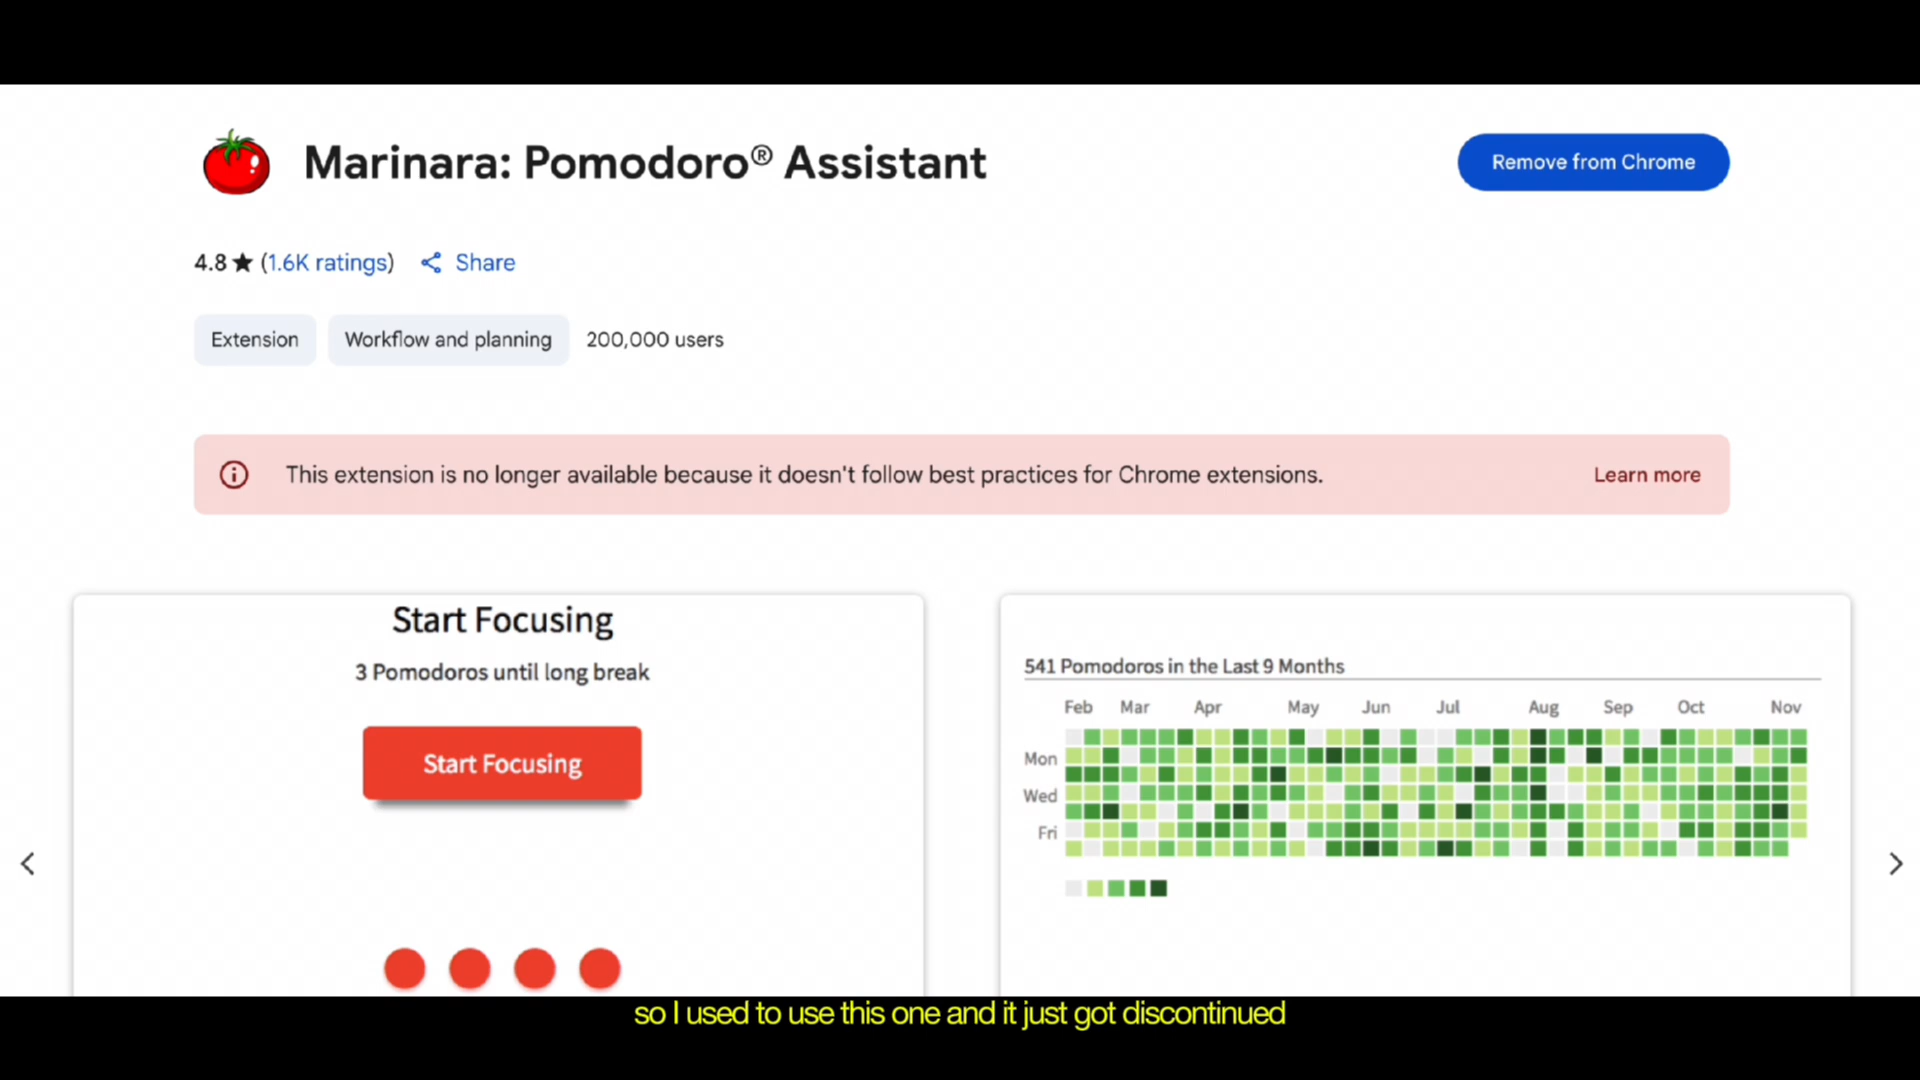 Marinara: Pomodoro® Assistant
Remove from Chrome
4.8★ (1.6K ratings) Share
Extension Workflow and planning 200,000 users
This extension is no longer available because it doesn't follow best practices for Chrome extensions. Learn more
Start Focusing
3 Pomodoros until long break
Start Focusing
541 Pomodoros in the Last 9 Months
Feb Mar Apr May Jun Jul Aug Sep Oct Nov
Mon
Wed
Fri
so I used to use this one and it just got discontinued